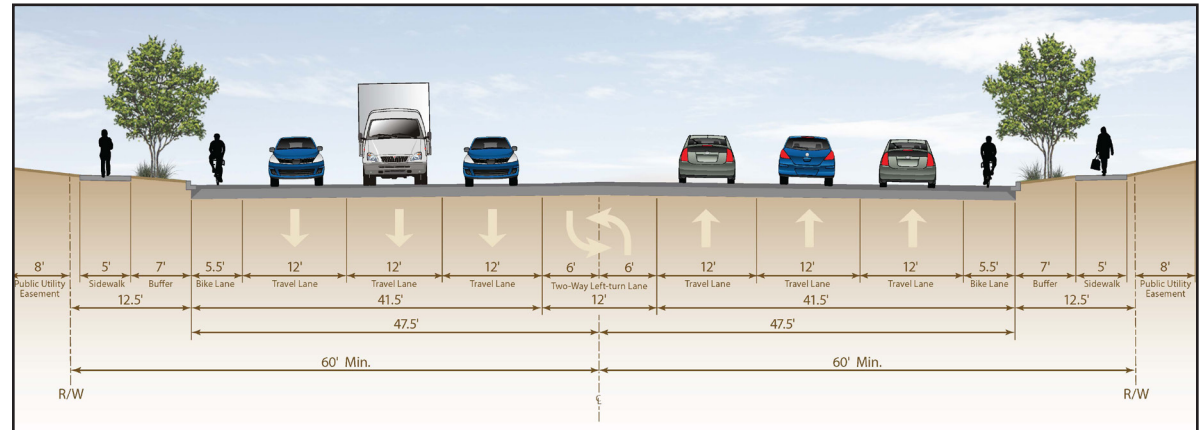 8' 5' 7' 5.5' 12' 12' 12' 6' 6' 12' 12' 12' 5.5' 7' 5' 8'
Public Utility Sidewalk Buffer Bike Lane Travel Lane Travel Lane Travel Lane Two-Way Left-turn Lane Travel Lane Travel Lane Travel Lane Bike Lane Buffer Sidewalk Public Utility
Easement Easement
12.5' 41.5' 12' 41.5' 12.5'
47.5' 47.5'
60' Min. 60' Min.
R/W ℄ R/W